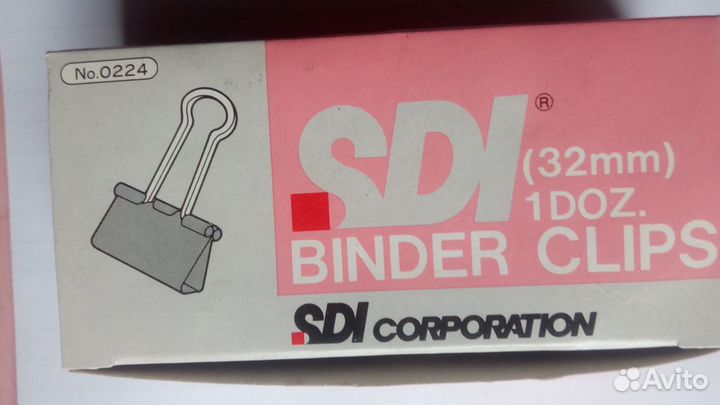 No.0224
SDI®
(32mm)
1DOZ.
BINDER CLIPS
SDI CORPORATION
Avito